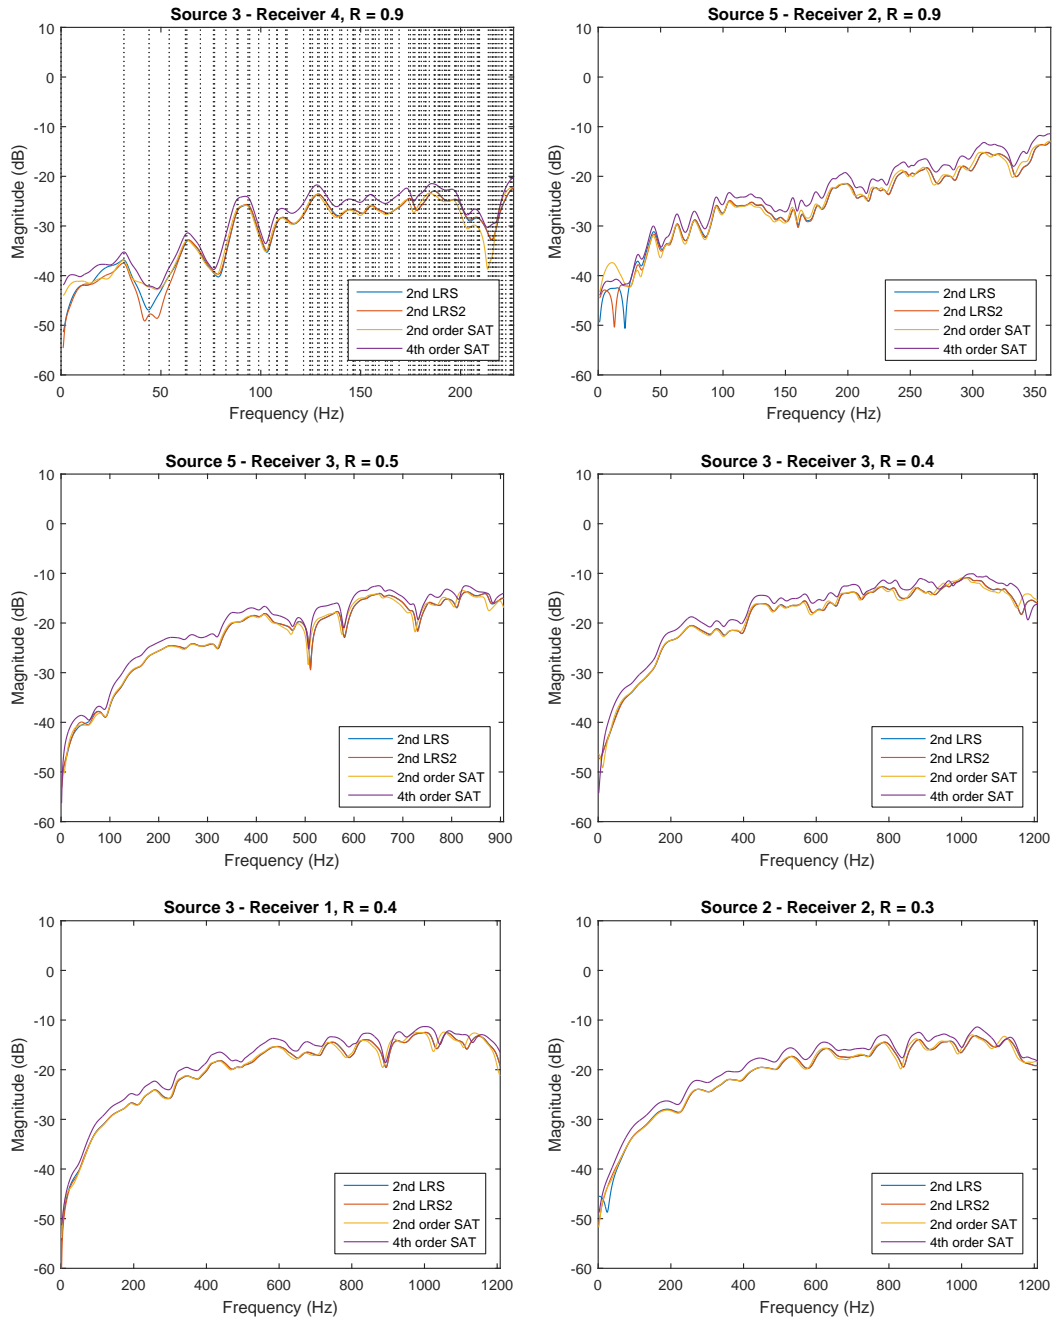 Source 3 - Receiver 4, R = 0.9
10
0
-10
-20
-30
-40
-50
-60
Magnitude (dB)
0 50 100 150 200
Frequency (Hz)
2nd LRS
2nd LRS2
2nd order SAT
4th order SAT
Source 5 - Receiver 2, R = 0.9
10
0
-10
-20
-30
-40
-50
-60
Magnitude (dB)
0 50 100 150 200 250 300 350
Frequency (Hz)
2nd LRS
2nd LRS2
2nd order SAT
4th order SAT
Source 5 - Receiver 3, R = 0.5
10
0
-10
-20
-30
-40
-50
-60
Magnitude (dB)
0 100 200 300 400 500 600 700 800 900
Frequency (Hz)
2nd LRS
2nd LRS2
2nd order SAT
4th order SAT
Source 3 - Receiver 3, R = 0.4
10
0
-10
-20
-30
-40
-50
-60
Magnitude (dB)
0 200 400 600 800 1000 1200
Frequency (Hz)
2nd LRS
2nd LRS2
2nd order SAT
4th order SAT
Source 3 - Receiver 1, R = 0.4
10
0
-10
-20
-30
-40
-50
-60
Magnitude (dB)
0 200 400 600 800 1000 1200
Frequency (Hz)
2nd LRS
2nd LRS2
2nd order SAT
4th order SAT
Source 2 - Receiver 2, R = 0.3
10
0
-10
-20
-30
-40
-50
-60
Magnitude (dB)
0 200 400 600 800 1000 1200
Frequency (Hz)
2nd LRS
2nd LRS2
2nd order SAT
4th order SAT